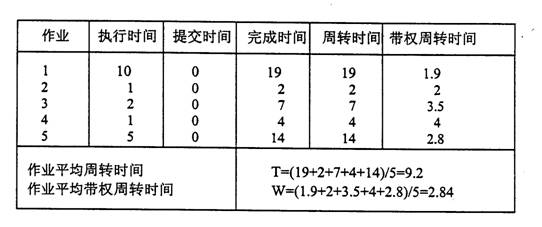 作业 执行时间 提交时间 完成时间 周转时间 带权周转时间
1 10 0 19 19 1.9
2 1 0 2 2 2
3 2 0 7 7 3.5
4 1 0 4 4 4
5 5 0 14 14 2.8
作业平均周转时间 T=(19+2+7+4+14)/5=9.2
作业平均带权周转时间 W=(1.9+2+3.5+4+2.8)/5=2.84